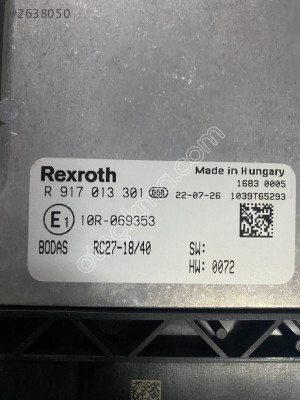 #2638050
Rexroth
Made in Hungary
R 917 013 301 658 22-07-26
1683 0005
1039T65293
E1 10R-069353
BODAS RC27-18/40 SW:
HW: 0072